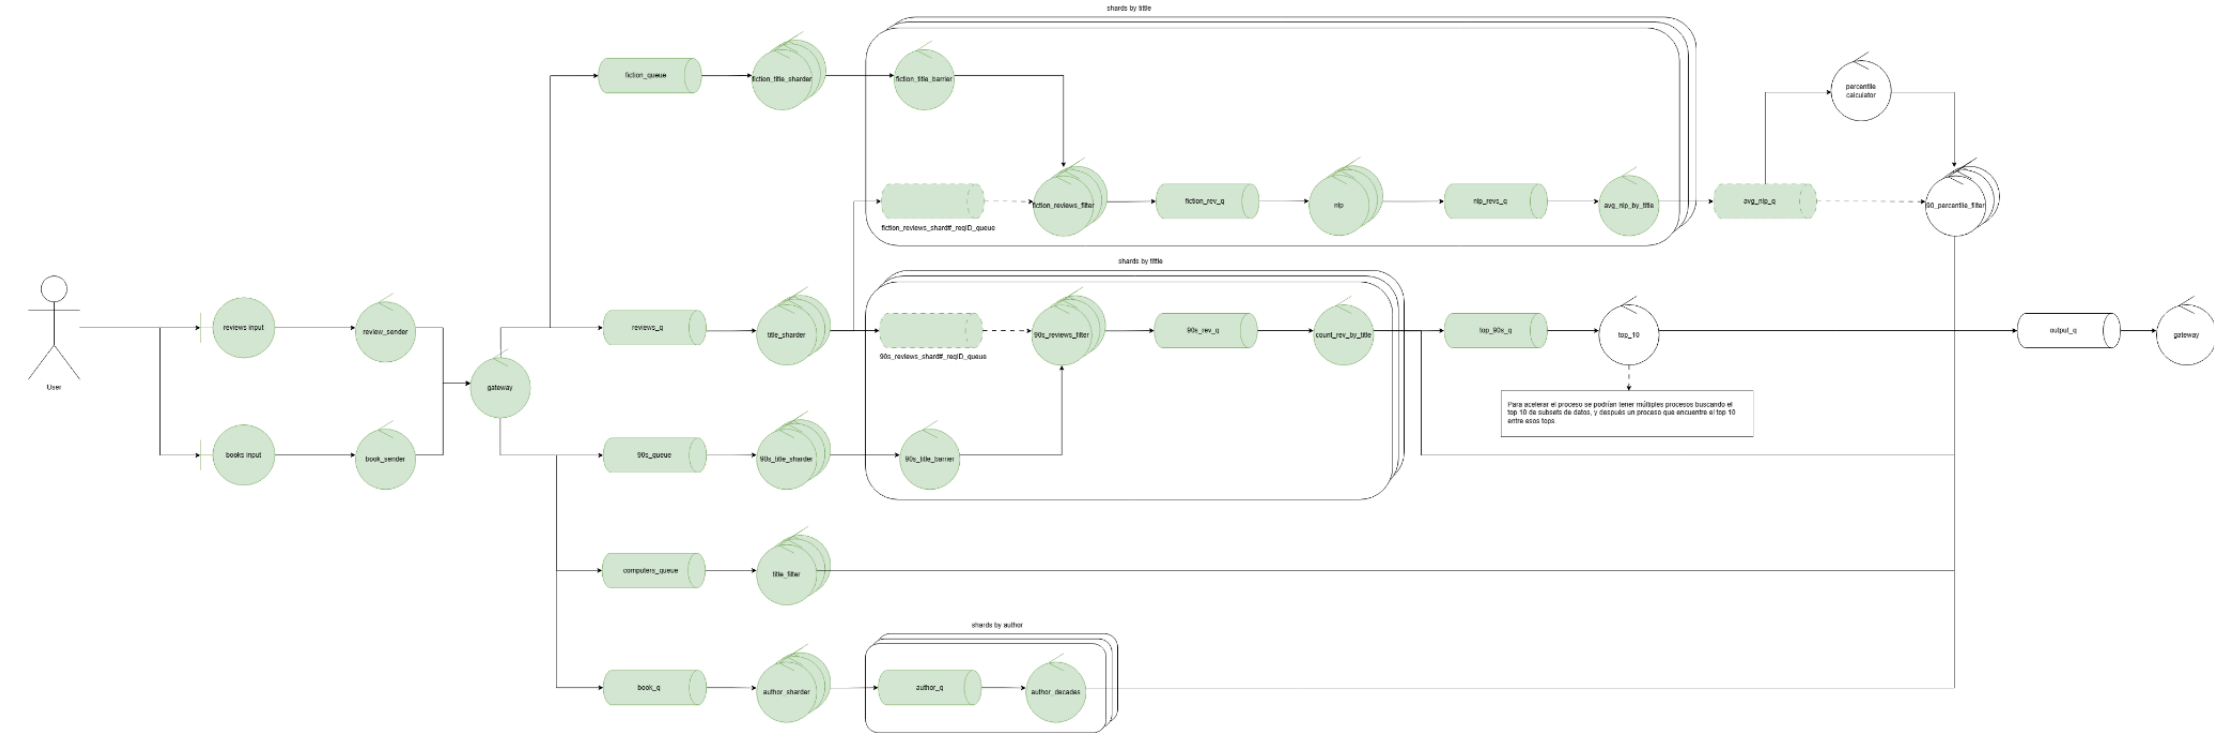 shards by tittle
fiction_queue
fiction_title_sharder
fiction_title_barrier
percentile
calculator
fiction_reviews_filter
fiction_rev_q
nlp
nlp_revs_q
avg_nlp_by_title
avg_nlp_q
90_percentile_filter
fiction_reviews_shard#_reqID_queue
shards by tittle
reviews input
review_sender
reviews_q
title_sharder
90s_reviews_filter
90s_rev_q
count_rev_by_title
top_90s_q
top_10
output_q
gateway
90s_reviews_shard#_reqID_queue
User
gateway
Para acelerar el proceso se podrían tener múltiples procesos buscando el
top 10 de subsets de datos, y después un proceso que encuentre el top 10
entre esos tops.
books input
book_sender
90s_queue
90s_title_sharder
90s_title_barrier
computers_queue
title_filter
shards by author
book_q
author_sharder
author_q
author_decades